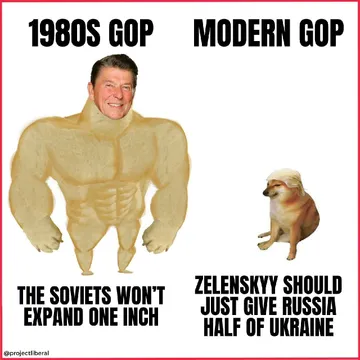 1980S GOP
MODERN GOP
THE SOVIETS WON'T
EXPAND ONE INCH
ZELENSKYY SHOULD
JUST GIVE RUSSIA
HALF OF UKRAINE
@projectliberal